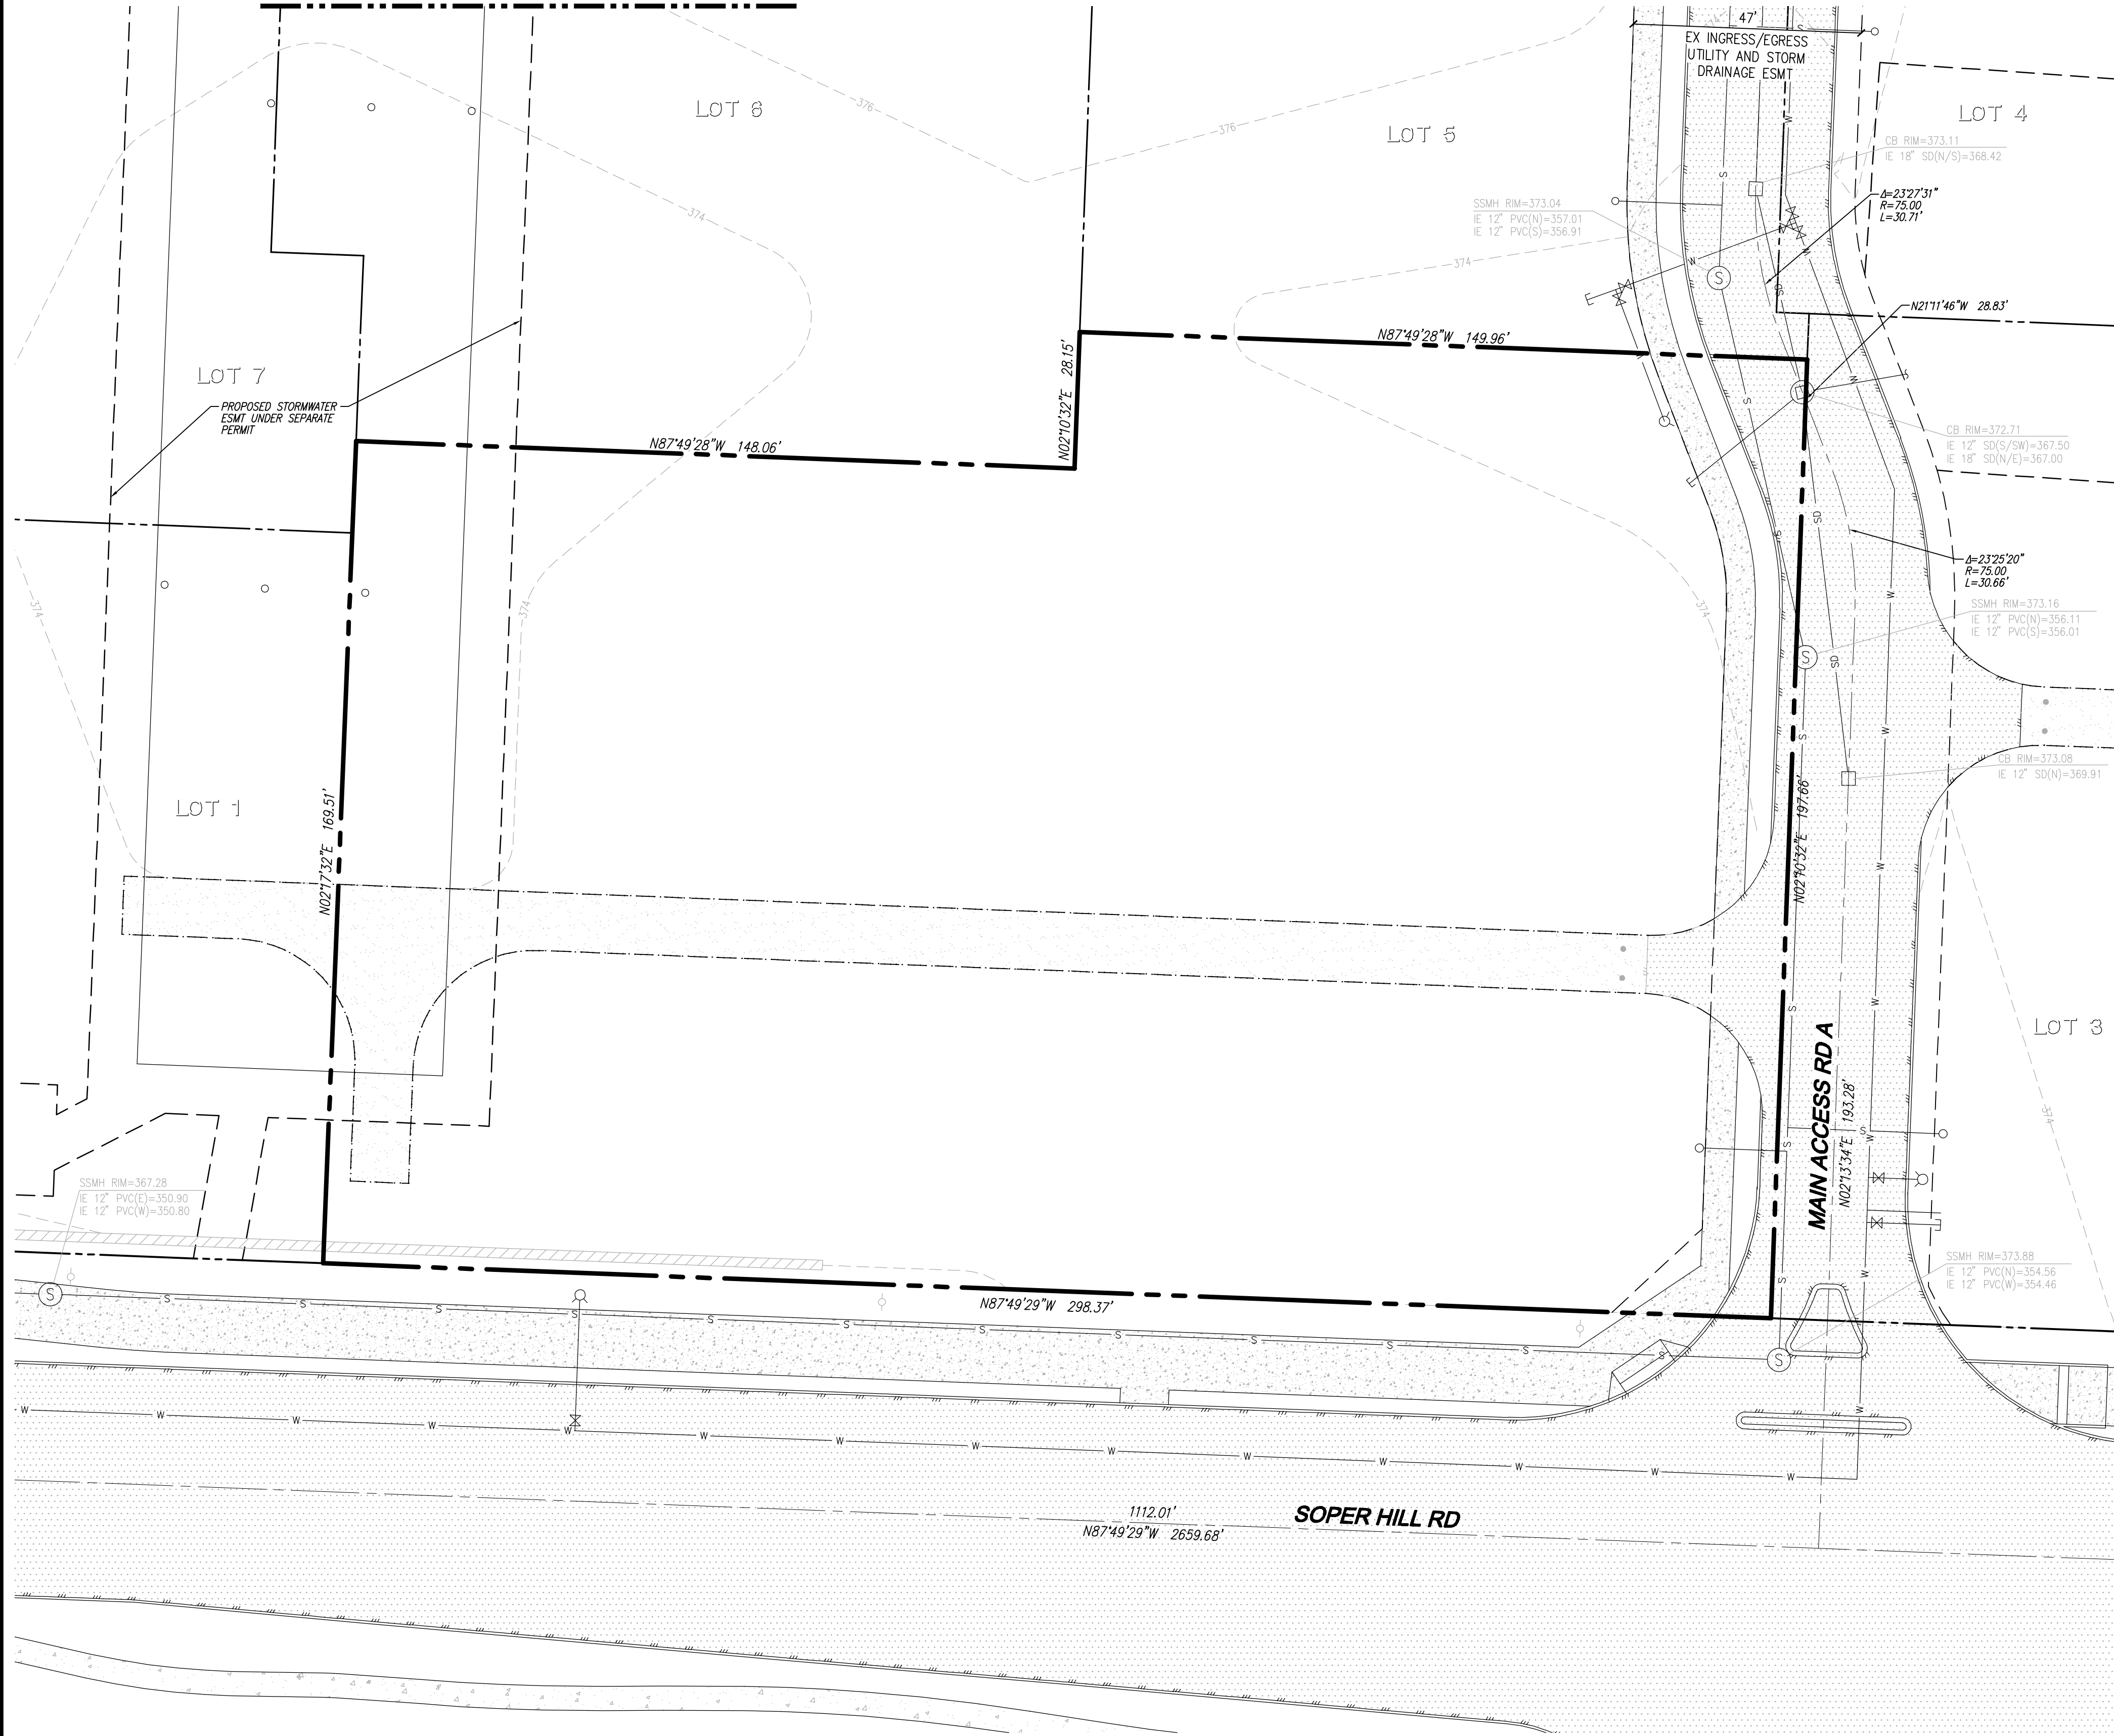 47'
EX INGRESS/EGRESS
UTILITY AND STORM
DRAINAGE ESMT
LOT 6
LOT 5
LOT 4
376
376
CB RIM=373.11
IE 18" SD(N/S)=368.42
Δ=23°27'31"
R=75.00
L=30.71'
SSMH RIM=373.04
IE 12" PVC(N)=357.01
IE 12" PVC(S)=356.91
374
374
N21°11'46"W 28.83'
N87°49'28"W 149.96'
N02°10'32"E 28.15'
LOT 7
PROPOSED STORMWATER
ESMT UNDER SEPARATE
PERMIT
N87°49'28"W 148.06'
CB RIM=372.71
IE 12" SD(S/SW)=367.50
IE 18" SD(N/E)=367.00
Δ=23°25'20"
R=75.00
L=30.66'
374
374
374
SSMH RIM=373.16
IE 12" PVC(N)=356.11
IE 12" PVC(S)=356.01
CB RIM=373.08
IE 12" SD(N)=369.91
LOT 1
N02°17'32"E 169.51'
N02°10'32"E 197.66'
LOT 3
MAIN ACCESS RD A
N02°13'34"E 193.28'
374
SSMH RIM=367.28
IE 12" PVC(E)=350.90
IE 12" PVC(W)=350.80
SSMH RIM=373.88
IE 12" PVC(N)=354.56
IE 12" PVC(W)=354.46
N87°49'29"W 298.37'
S S S S S S S S S S S S
W W W W W W W W W W W W W W
1112.01'
SOPER HILL RD
N87°49'29"W 2659.68'